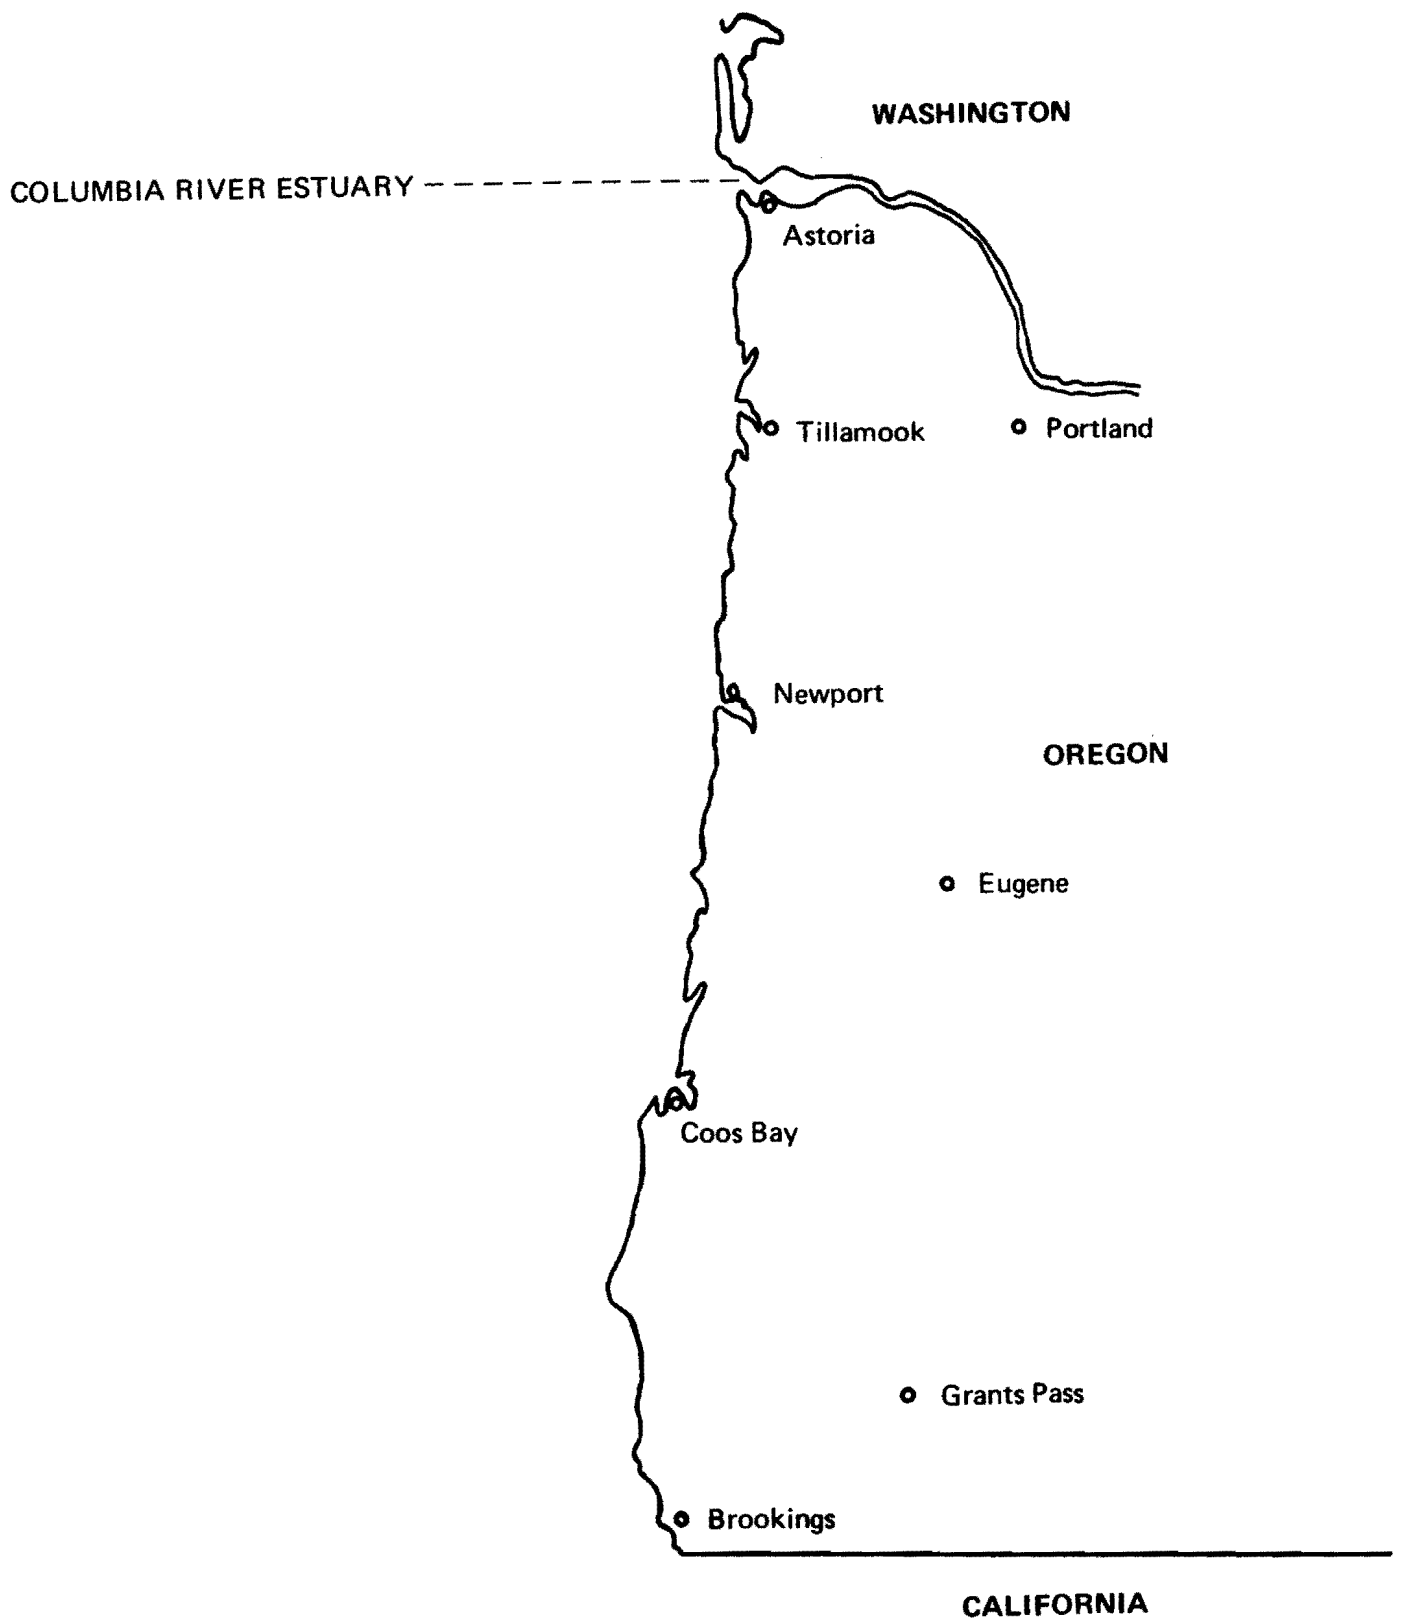 WASHINGTON
COLUMBIA RIVER ESTUARY
Astoria
Tillamook
Portland
Newport
OREGON
Eugene
Coos Bay
Grants Pass
Brookings
CALIFORNIA